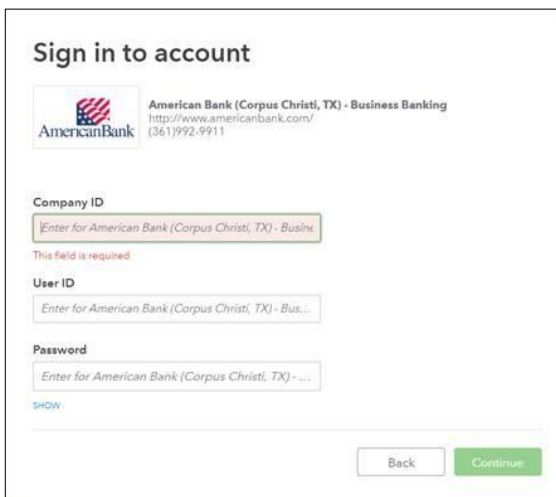 Sign in to account
AmericanBank
American Bank (Corpus Christi, TX) - Business Banking
http://www.americanbank.com/
(361)992-9911
Company ID
Enter for American Bank (Corpus Christi, TX) - Busine
This field is required
User ID
Enter for American Bank (Corpus Christi, TX) - Bus...
Password
Enter for American Bank (Corpus Christi, TX) - ...
SHOW
Back
Continue